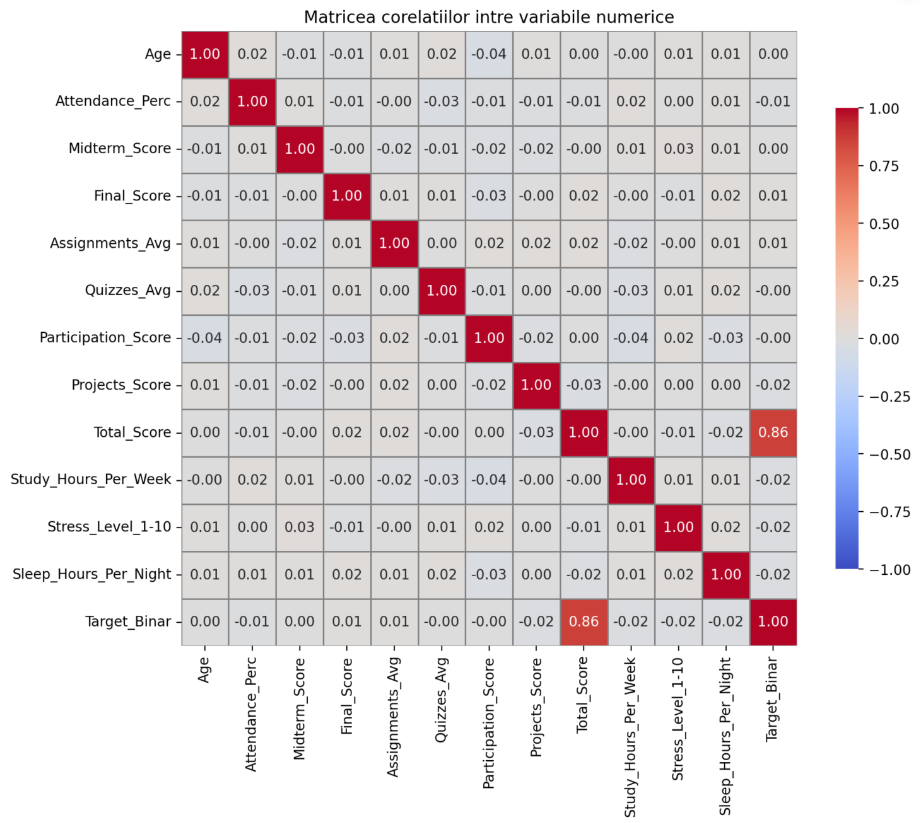 Matricea corelatiilor intre variabile numerice
Age 1.00 0.02 -0.01 -0.01 0.01 0.02 -0.04 0.01 0.00 -0.00 0.01 0.01 0.00
Attendance_Perc 0.02 1.00 0.01 -0.01 -0.00 -0.03 -0.01 -0.01 -0.01 0.02 0.00 0.01 -0.01
Midterm_Score -0.01 0.01 1.00 -0.00 -0.02 -0.01 -0.02 -0.02 -0.00 0.01 0.03 0.01 0.00
Final_Score -0.01 -0.01 -0.00 1.00 0.01 0.01 -0.03 -0.00 0.02 -0.00 -0.01 0.02 0.01
Assignments_Avg 0.01 -0.00 -0.02 0.01 1.00 0.00 0.02 0.02 0.02 -0.02 -0.00 0.01 0.01
Quizzes_Avg 0.02 -0.03 -0.01 0.01 0.00 1.00 -0.01 0.00 -0.00 -0.03 0.01 0.02 -0.00
Participation_Score -0.04 -0.01 -0.02 -0.03 0.02 -0.01 1.00 -0.02 0.00 -0.04 0.02 -0.03 -0.00
Projects_Score 0.01 -0.01 -0.02 -0.00 0.02 0.00 -0.02 1.00 -0.03 -0.00 0.00 0.00 -0.02
Total_Score 0.00 -0.01 -0.00 0.02 0.02 -0.00 0.00 -0.03 1.00 -0.00 -0.01 -0.02 0.86
Study_Hours_Per_Week -0.00 0.02 0.01 -0.00 -0.02 -0.03 -0.04 -0.00 -0.00 1.00 0.01 0.01 -0.02
Stress_Level_1-10 0.01 0.00 0.03 -0.01 -0.00 0.01 0.02 0.00 -0.01 0.01 1.00 0.02 -0.02
Sleep_Hours_Per_Night 0.01 0.01 0.01 0.02 0.01 0.02 -0.03 0.00 -0.02 0.01 0.02 1.00 -0.02
Target_Binar 0.00 -0.01 0.00 0.01 0.01 -0.00 -0.00 -0.02 0.86 -0.02 -0.02 -0.02 1.00
Age
Attendance_Perc
Midterm_Score
Final_Score
Assignments_Avg
Quizzes_Avg
Participation_Score
Projects_Score
Total_Score
Study_Hours_Per_Week
Stress_Level_1-10
Sleep_Hours_Per_Night
Target_Binar
1.00
0.75
0.50
0.25
0.00
−0.25
−0.50
−0.75
−1.00